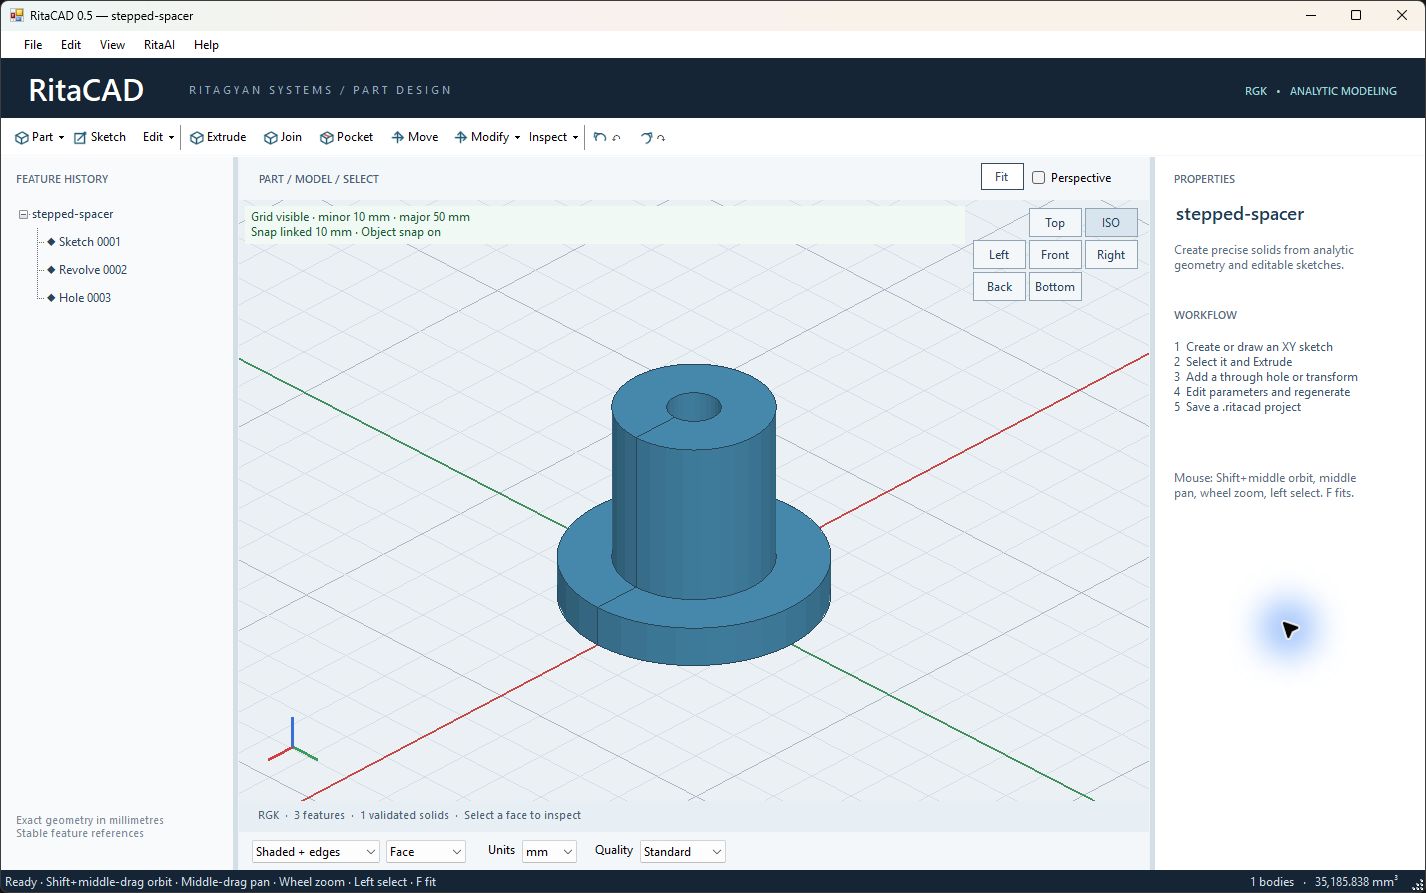 RitaCAD 0.5 — stepped-spacer
File Edit View RitaAI Help
RitaCAD RITAGYAN SYSTEMS / PART DESIGN RGK • ANALYTIC MODELING
Part Sketch Edit Extrude Join Pocket Move Modify Inspect
FEATURE HISTORY
stepped-spacer
Sketch 0001
Revolve 0002
Hole 0003
Exact geometry in millimetres
Stable feature references
PART / MODEL / SELECT
Fit Perspective
Grid visible · minor 10 mm · major 50 mm
Snap linked 10 mm · Object snap on
Top ISO
Left Front Right
Back Bottom
RGK · 3 features · 1 validated solids · Select a face to inspect
Shaded + edges Face Units mm Quality Standard
PROPERTIES
stepped-spacer
Create precise solids from analytic
geometry and editable sketches.
WORKFLOW
1 Create or draw an XY sketch
2 Select it and Extrude
3 Add a through hole or transform
4 Edit parameters and regenerate
5 Save a .ritacad project
Mouse: Shift+middle orbit, middle
pan, wheel zoom, left select. F fits.
Ready · Shift+middle-drag orbit · Middle-drag pan · Wheel zoom · Left select · F fit 1 bodies · 35,185.838 mm³